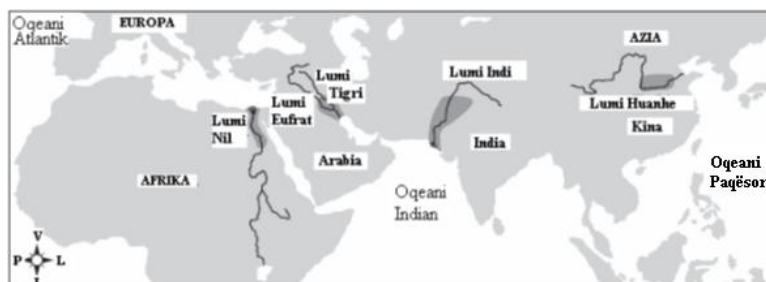 Oqeani
Atlantik
EUROPA
AZIA
Lumi
Tigri
Lumi Indi
Lumi
Eufrat
Lumi
Nil
Lumi Huanhe
Kina
India
Arabia
AFRIKA
Oqeani
Indian
Oqeani
Paqësor
V
P
L